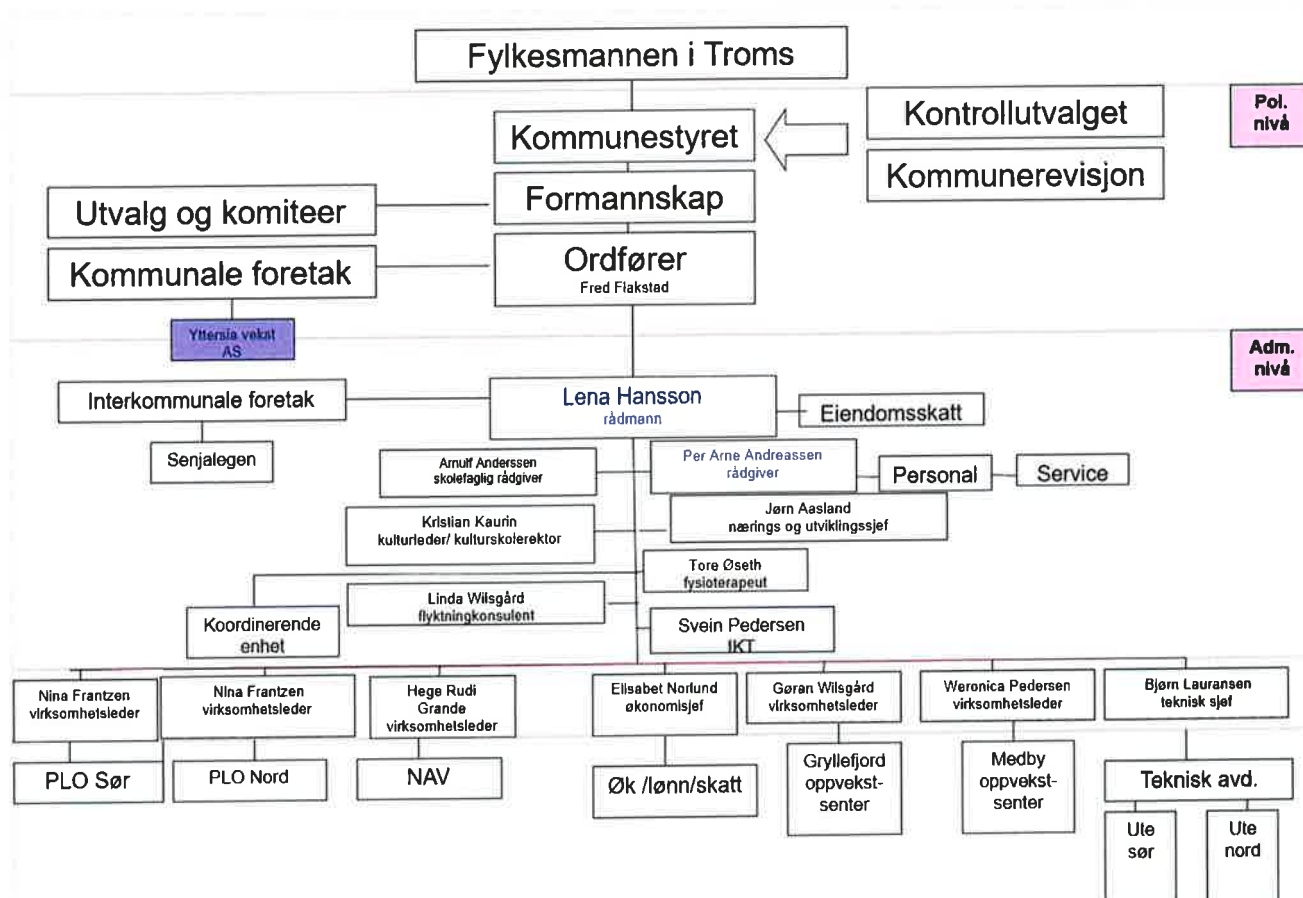 Fylkesmannen i Troms
Kommunestyret
Kontrollutvalget
Pol.
nivå
Kommunerevisjon
Formannskap
Utvalg og komiteer
Ordfører
Fred Flakstad
Kommunale foretak
Yttersia vekst
AS
Adm.
nivå
Lena Hansson
rådmann
Interkommunale foretak
Eiendomsskatt
Senjalegen
Arnulf Anderssen
skolefaglig rådgiver
Per Arne Andreassen
rådgiver
Personal
Service
Jørn Aasland
nærings og utviklingssjef
Kristian Kaurin
kulturleder/ kulturskolerektor
Tore Øseth
fysioterapeut
Linda Wilsgård
flyktningkonsulent
Koordinerende
enhet
Svein Pedersen
IKT
Nina Frantzen
virksomhetsleder
Nina Frantzen
virksomhetsleder
Hege Rudi
Grande
virksomhetsleder
Elisabet Norlund
økonomisjef
Gøran Wilsgård
virksomhetsleder
Weronica Pedersen
virksomhetsleder
Bjørn Lauransen
teknisk sjef
PLO Sør
PLO Nord
NAV
Øk /lønn/skatt
Gryllefjord
oppvekst-
senter
Medby
oppvekst-
senter
Teknisk avd.
Ute
sør
Ute
nord